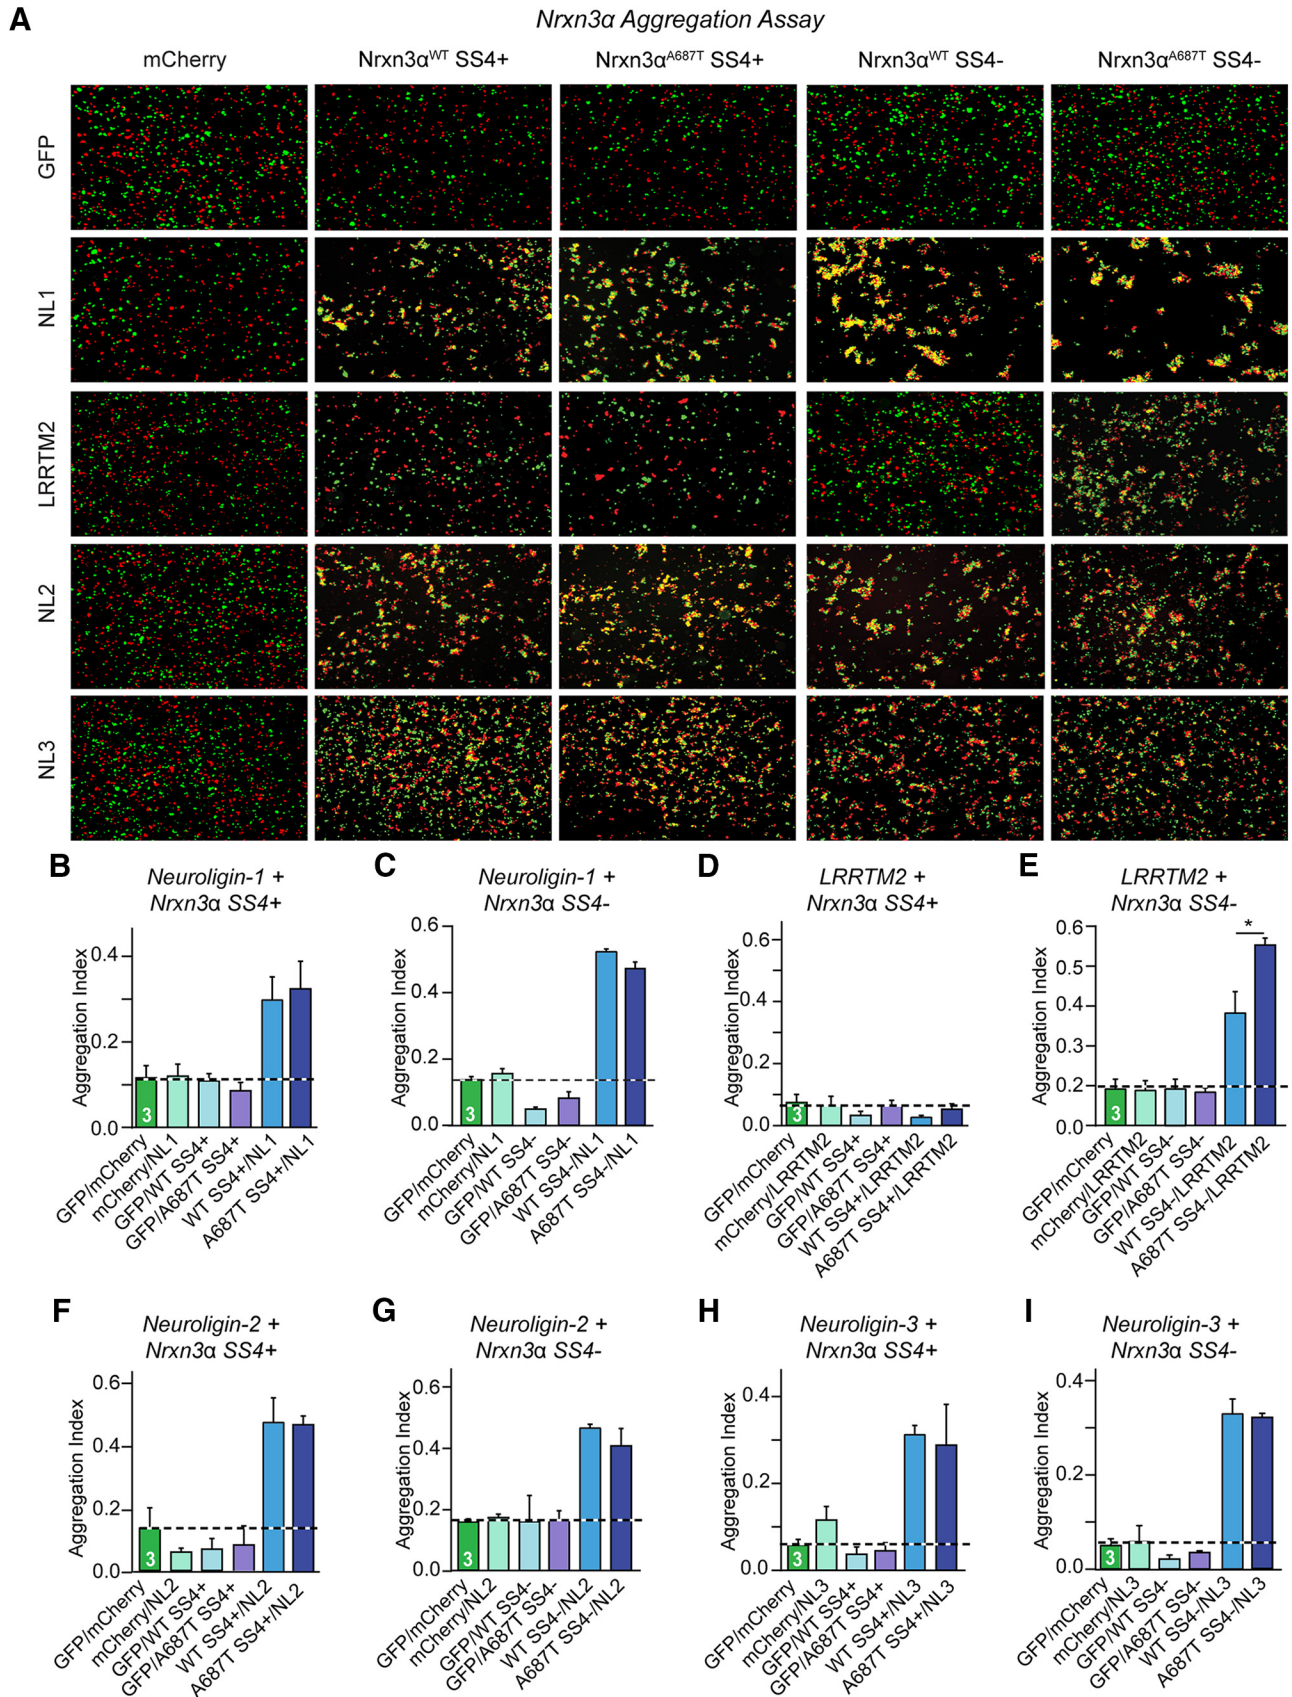 A
Nrxn3α Aggregation Assay
mCherry
Nrxn3αWT SS4+
Nrxn3αA687T SS4+
Nrxn3αWT SS4-
Nrxn3αA687T SS4-
GFP
NL1
LRRTM2
NL2
NL3
B
Neuroligin-1 +
Nrxn3α SS4+
Aggregation Index
0.4
0.2
0.0
3
GFP/mCherry
mCherry/NL1
GFP/WT SS4+
GFP/A687T SS4+
WT SS4+/NL1
A687T SS4+/NL1
C
Neuroligin-1 +
Nrxn3α SS4-
Aggregation Index
0.6
0.4
0.2
0.0
3
GFP/mCherry
mCherry/NL1
GFP/WT SS4-
GFP/A687T SS4-
WT SS4-/NL1
A687T SS4-/NL1
D
LRRTM2 +
Nrxn3α SS4+
Aggregation Index
0.6
0.4
0.2
0.0
3
GFP/mCherry
mCherry/LRRTM2
GFP/WT SS4+
GFP/A687T SS4+
WT SS4+/LRRTM2
A687T SS4+/LRRTM2
E
LRRTM2 +
Nrxn3α SS4-
Aggregation Index
0.6
0.5
0.4
0.3
0.2
0.0
*
3
GFP/mCherry
mCherry/LRRTM2
GFP/WT SS4-
GFP/A687T SS4-
WT SS4-/LRRTM2
A687T SS4-/LRRTM2
F
Neuroligin-2 +
Nrxn3α SS4+
Aggregation Index
0.6
0.4
0.2
0.0
3
GFP/mCherry
mCherry/NL2
GFP/WT SS4+
GFP/A687T SS4+
WT SS4+/NL2
A687T SS4+/NL2
G
Neuroligin-2 +
Nrxn3α SS4-
Aggregation Index
0.6
0.4
0.2
0.0
3
GFP/mCherry
mCherry/NL2
GFP/WT SS4-
GFP/A687T SS4-
WT SS4-/NL2
A687T SS4-/NL2
H
Neuroligin-3 +
Nrxn3α SS4+
Aggregation Index
0.4
0.2
0.0
3
GFP/mCherry
mCherry/NL3
GFP/WT SS4+
GFP/A687T SS4+
WT SS4+/NL3
A687T SS4+/NL3
I
Neuroligin-3 +
Nrxn3α SS4-
Aggregation Index
0.4
0.2
0.0
3
GFP/mCherry
mCherry/NL3
GFP/WT SS4-
GFP/A687T SS4-
WT SS4-/NL3
A687T SS4-/NL3